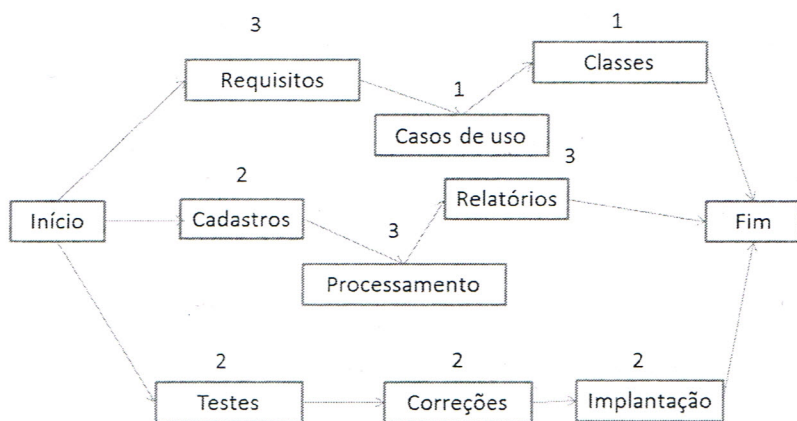 3
Requisitos
1
Classes
1
Casos de uso
2
Cadastros
3
Relatórios
Início
3
Processamento
Fim
2
Testes
2
Correções
2
Implantação